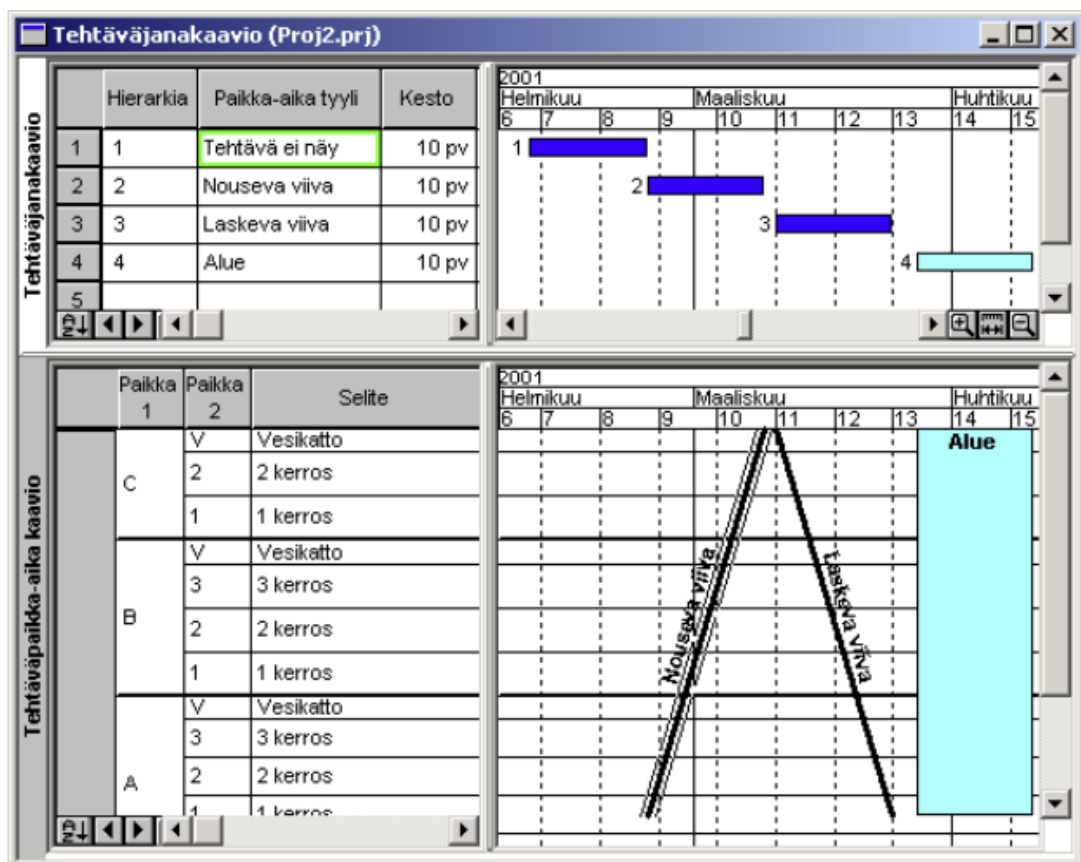 Tehtäväjanakaavio (Proj2.prj)
Tehtäväjanakaavio
Hierarkia Paikka-aika tyyli Kesto
1 1 Tehtävä ei näy 10 pv
2 2 Nouseva viiva 10 pv
3 3 Laskeva viiva 10 pv
4 4 Alue 10 pv
5
2001
Helmikuu Maaliskuu Huhtikuu
6 7 8 9 10 11 12 13 14 15
1
2
3
4
Tehtäväpaikka-aika kaavio
Paikka 1 Paikka 2 Selite
C
V Vesikatto
2 2 kerros
1 1 kerros
B
V Vesikatto
3 3 kerros
2 2 kerros
1 1 kerros
A
V Vesikatto
3 3 kerros
2 2 kerros
1 1 kerros
2001
Helmikuu Maaliskuu Huhtikuu
6 7 8 9 10 11 12 13 14 15
Nouseva viiva
Laskeva viiva
Alue